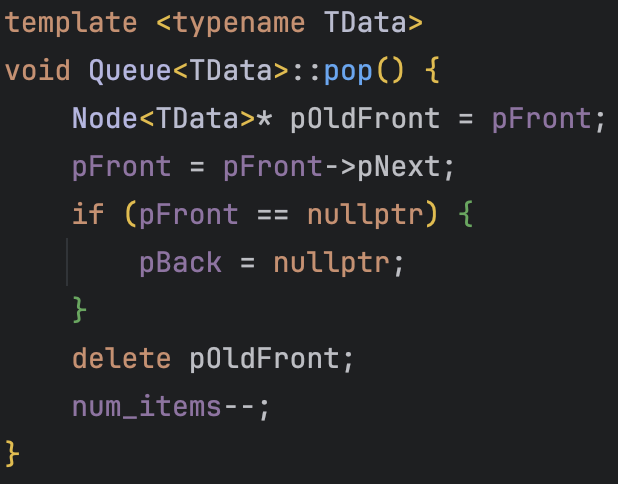 template <typename TData>
void Queue<TData>::pop() {
    Node<TData>* pOldFront = pFront;
    pFront = pFront->pNext;
    if (pFront == nullptr) {
        pBack = nullptr;
    }
    delete pOldFront;
    num_items--;
}